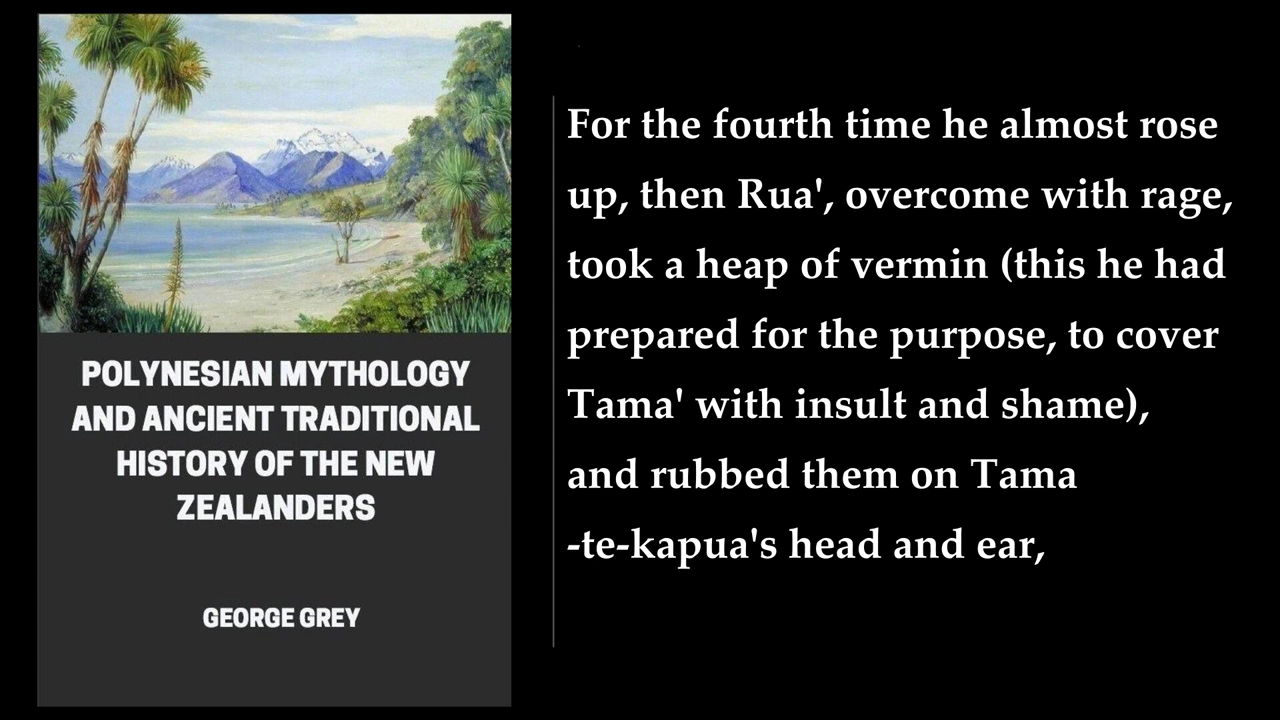 POLYNESIAN MYTHOLOGY
AND ANCIENT TRADITIONAL
HISTORY OF THE NEW
ZEALANDERS
GEORGE GREY
For the fourth time he almost rose
up, then Rua', overcome with rage,
took a heap of vermin (this he had
prepared for the purpose, to cover
Tama' with insult and shame),
and rubbed them on Tama
-te-kapua's head and ear,